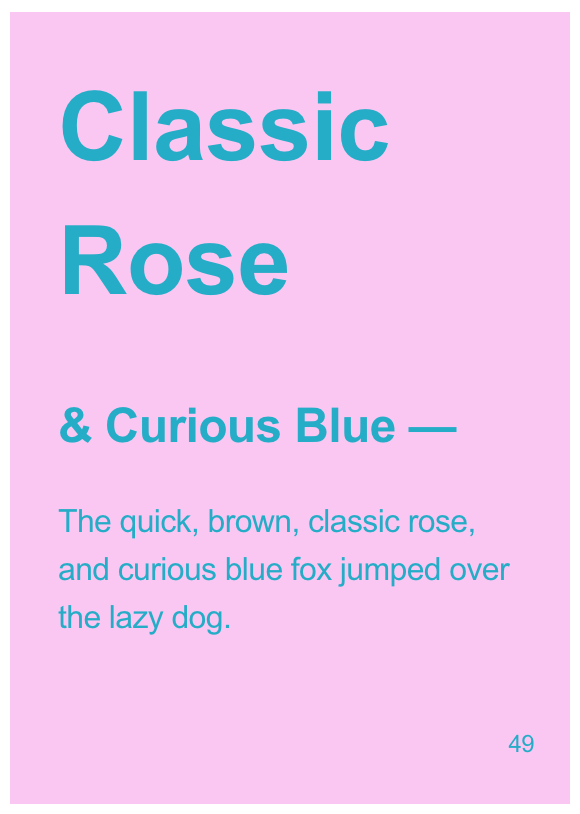 Classic
Rose
& Curious Blue —
The quick, brown, classic rose,
and curious blue fox jumped over
the lazy dog.
49